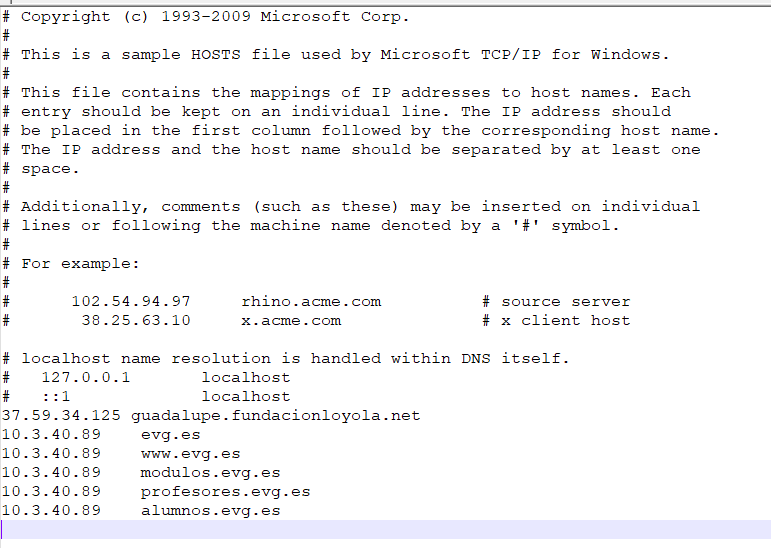 # Copyright (c) 1993-2009 Microsoft Corp.
#
# This is a sample HOSTS file used by Microsoft TCP/IP for Windows.
#
# This file contains the mappings of IP addresses to host names. Each
# entry should be kept on an individual line. The IP address should
# be placed in the first column followed by the corresponding host name.
# The IP address and the host name should be separated by at least one
# space.
#
# Additionally, comments (such as these) may be inserted on individual
# lines or following the machine name denoted by a '#' symbol.
#
# For example:
#
#      102.54.94.97     rhino.acme.com          # source server
#       38.25.63.10     x.acme.com              # x client host

# localhost name resolution is handled within DNS itself.
#   127.0.0.1       localhost
#   ::1             localhost
37.59.34.125 guadalupe.fundacionloyola.net
10.3.40.89    evg.es
10.3.40.89    www.evg.es
10.3.40.89    modulos.evg.es
10.3.40.89    profesores.evg.es
10.3.40.89    alumnos.evg.es